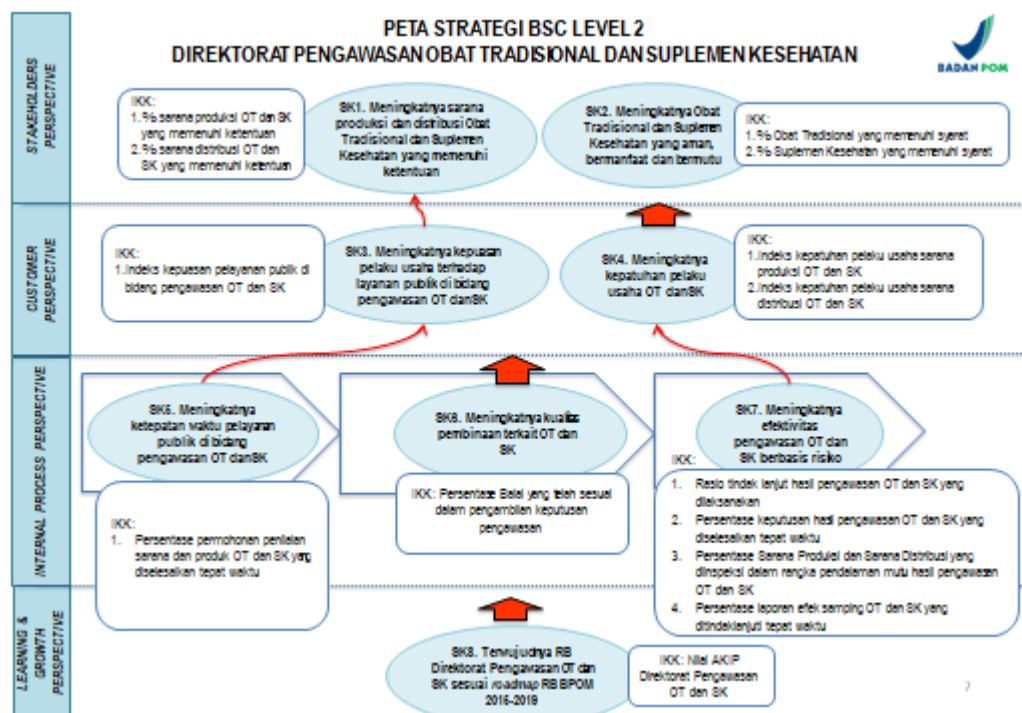 PETA STRATEGI BSC LEVEL 2
DIREKTORAT PENGAWASAN OBAT TRADISIONAL DAN SUPLEMEN KESEHATAN
BADAN POM
STAKEHOLDERS
PERSPECTIVE
IKK:
1.% sarana produksi OT dan SK
yang memenuhi ketentuan
2.% sarana distribusi OT dan
SK yang memenuhi ketentuan
SK1. Meningkatnya sarana
produksi dan distribusi Obat
Tradisional dan Suplemen
Kesehatan yang memenuhi
ketentuan
SK2. Meningkatnya Obat
Tradisional dan Suplemen
Kesehatan yang aman,
bermanfaat dan bermutu
IKK:
1.% Obat Tradisional yang memenuhi syarat
2.% Suplemen Kesehatan yang memenuhi syarat
CUSTOMER
PERSPECTIVE
IKK:
1.Indeks kepuasan pelayanan publik di
bidang pengawasan OT dan SK
SK3. Meningkatnya kepuasan
pelaku usaha terhadap
layanan publik di bidang
pengawasan OT dan SK
SK4. Meningkatnya
kepatuhan pelaku
usaha OT dan SK
IKK:
1.Indeks kepatuhan pelaku usaha sarana
produksi OT dan SK
2.Indeks kepatuhan pelaku usaha sarana
distribusi OT dan SK
INTERNAL PROCESS PERSPECTIVE
SK5. Meningkatnya
ketepatan waktu pelayanan
publik di bidang
pengawasan OT dan SK
IKK:
1. Persentase permohonan penilaian
sarana dan produk OT dan SK yang
diselesaikan tepat waktu
SK6. Meningkatnya kualitas
pembinaan terkait OT dan
SK
IKK: Persentase Balai yang telah sesuai
dalam pengambilan keputusan
pengawasan
SK7. Meningkatnya
efektivitas
pengawasan OT dan
SK berbasis risiko
IKK:
1. Rasio tindak lanjut hasil pengawasan OT dan SK yang
dilaksanakan
2. Persentase keputusan hasil pengawasan OT dan SK yang
diselesaikan tepat waktu
3. Persentase Sarana Produksi dan Sarana Distribusi yang
diinspeksi dalam rangka pendalaman mutu hasil pengawasan
OT dan SK
4. Persentase laporan efek samping OT dan SK yang
ditindaklanjuti tepat waktu
LEARNING &
GROWTH
PERSPECTIVE
SK8. Terwujudnya RB
Direktorat Pengawasan OT dan
SK sesuai roadmap RB BPOM
2015-2019
IKK: Nilai AKIP
Direktorat Pengawasan
OT dan SK
7